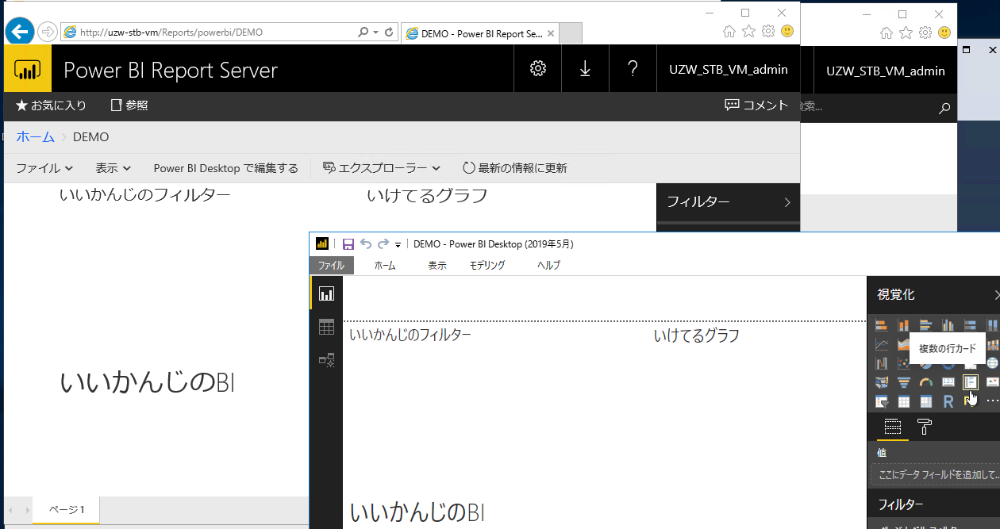 http://uzw-stb-vm/Reports/powerbi/DEMO
DEMO - Power BI Report Se...
Power BI Report Server
UZW_STB_VM_admin
UZW_STB_VM_admin
お気に入り 参照
コメント
検索...
ホーム > DEMO
ファイル 表示 Power BI Desktop で編集する エクスプローラー 最新の情報に更新
いいかんじのフィルター
いけてるグラフ
フィルター
いいかんじのBI
ページ1
DEMO - Power BI Desktop (2019年5月)
ファイル ホーム 表示 モデリング ヘルプ
いいかんじのフィルター
いけてるグラフ
いいかんじのBI
視覚化
複数の行カード
値
ここにデータ フィールドを追加して...
フィルター